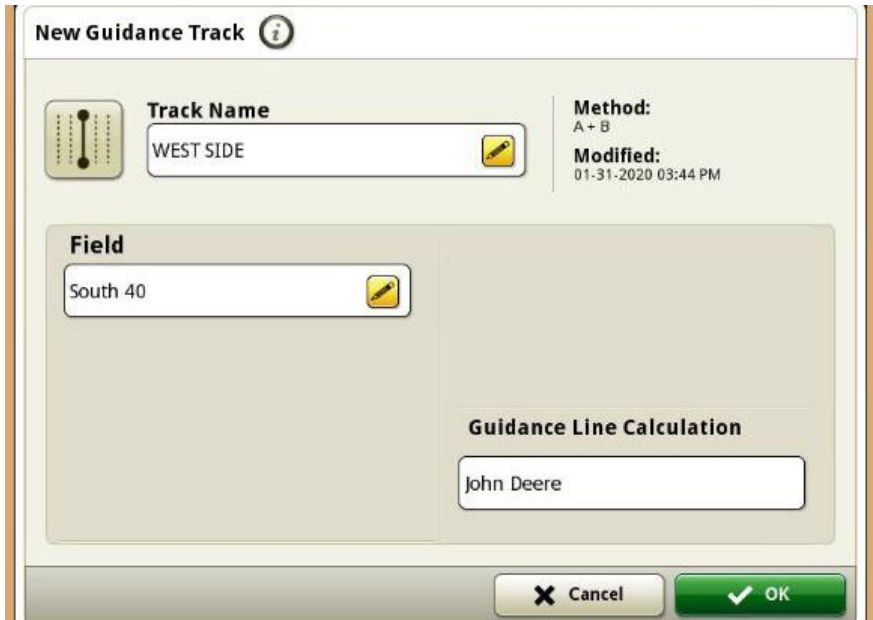 New Guidance Track
Track Name
WEST SIDE
Method:
A + B
Modified:
01-31-2020 03:44 PM
Field
South 40
Guidance Line Calculation
John Deere
Cancel
OK